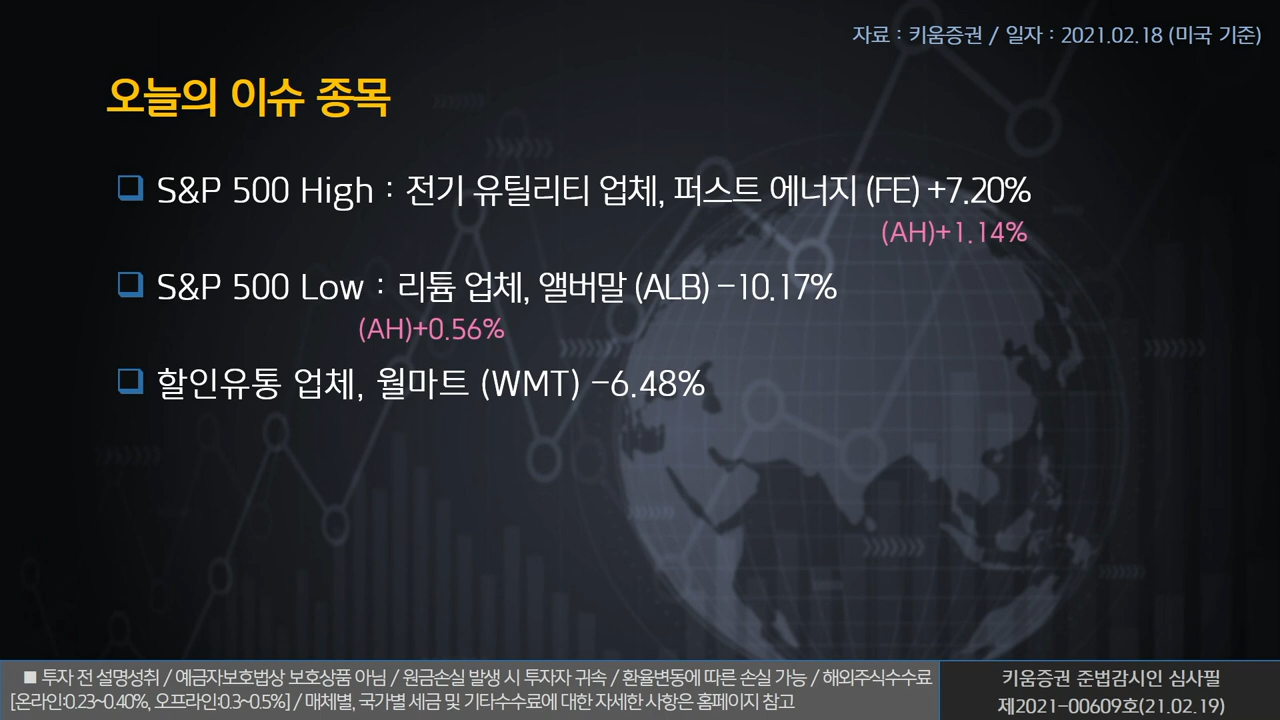 자료 : 키움증권 / 일자 : 2021.02.18 (미국 기준)
오늘의 이슈 종목
❑ S&P 500 High : 전기 유틸리티 업체, 퍼스트 에너지 (FE) +7.20%
(AH)+1.14%
❑ S&P 500 Low : 리튬 업체, 앨버말 (ALB) -10.17%
(AH)+0.56%
❑ 할인유통 업체, 월마트 (WMT) -6.48%
■ 투자 전 설명성취 / 예금자보호법상 보호상품 아님 / 원금손실 발생 시 투자자 귀속 / 환율변동에 따른 손실 가능 / 해외주식수수료
[온라인:0.23~0.40%, 오프라인:0.3~0.5%] / 매체별, 국가별 세금 및 기타수수료에 대한 자세한 사항은 홈페이지 참고
키움증권 준법감시인 심사필
제2021-00609호(21.02.19)